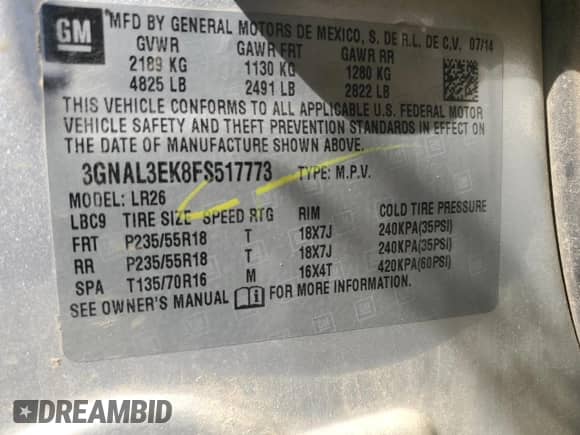 GM
*MFD BY GENERAL MOTORS DE MEXICO, S. DE R.L. DE C.V. 07/14
GVWR GAWR FRT GAWR RR
2189 KG 1130 KG 1280 KG
4825 LB 2491 LB 2822 LB
THIS VEHICLE CONFORMS TO ALL APPLICABLE U.S. FEDERAL MOTOR
VEHICLE SAFETY AND THEFT PREVENTION STANDARDS IN EFFECT ON
THE DATE OF MANUFACTURE SHOWN ABOVE.
3GNAL3EK8FS517773 TYPE: M.P.V.
MODEL: LR26
LBC9 TIRE SIZE SPEED RTG RIM COLD TIRE PRESSURE
FRT P235/55R18 T 18X7J 240KPA(35PSI)
RR P235/55R18 T 18X7J 240KPA(35PSI)
SPA T135/70R16 M 16X4T 420KPA(60PSI)
SEE OWNER'S MANUAL FOR MORE INFORMATION.
DREAMBID